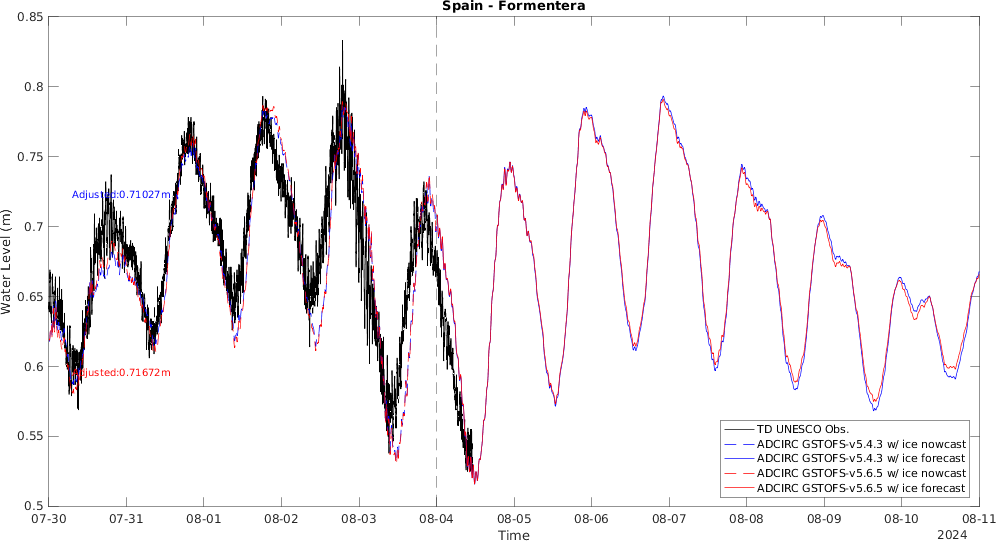 Spain - Formentera
0.85
0.8
0.75
0.7
0.65
0.6
0.55
0.5
Water Level (m)
Adjusted:0.71027m
djusted:0.71672m
TD UNESCO Obs.
ADCIRC GSTOFS-v5.4.3 w/ ice nowcast
ADCIRC GSTOFS-v5.4.3 w/ ice forecast
ADCIRC GSTOFS-v5.6.5 w/ ice nowcast
ADCIRC GSTOFS-v5.6.5 w/ ice forecast
07-30 07-31 08-01 08-02 08-03 08-04 08-05 08-06 08-07 08-08 08-09 08-10 08-11
Time
2024